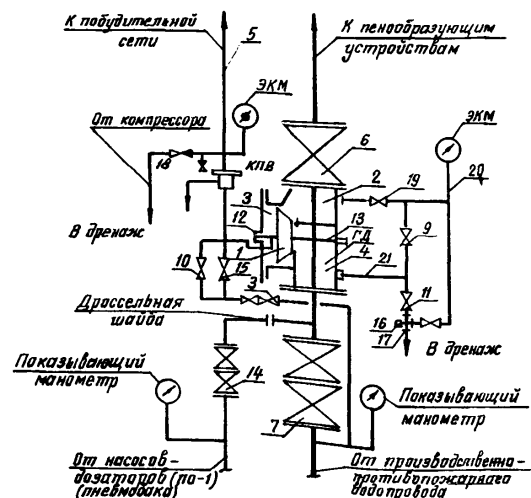 К побудительной
сети
5
К пенообразующим
устройствам
ЭКМ
ЭКМ
От компрессора
18
КПВ
6
2
19
20
В дренаж
3
12
13
ГД
9
1
4
21
10
15
3
11
Дроссельная
шайба
16
17
В дренаж
Показывающий
манометр
14
Показывающий
манометр
7
От насосов-
дозаторов (по-1)
(пневмобака)
От производственно-
противопожарного
водопровода